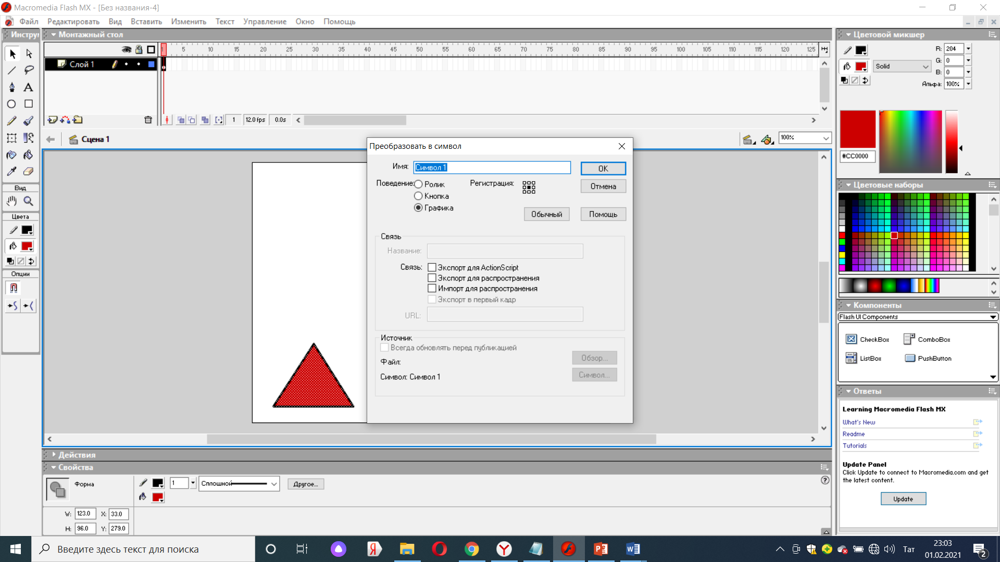 Macromedia Flash MX - [Без названия-4]
Файл Редактировать Вид Вставить Изменить Текст Управление Окно Помощь
Монтажный стол
1 5 10 15 20 25 30 35 40 45 50 55 60 65 70 75 80 85 90 95 100 105 110 115 120 125
Слой 1
1 12.0 fps 0.0s
Сцена 1
100%
Вид
Цвета
Опции
Преобразовать в символ
Имя: Символ 1
OK
Поведение: Ролик
Кнопка
Графика
Регистрация:
Отмена
Обычный
Помощь
Связь
Название:
Связь: Экспорт для ActionScript
Экспорт для распространения
Импорт для распространения
Экспорт в первый кадр
URL:
Источник
Всегда обновлять перед публикацией
Файл:
Обзор...
Символ: Символ 1
Символ...
Действия
Свойства
Форма
1
Сплошной
Другое...
W: 123.0 X: 33.0
H: 96.0 Y: 279.0
Цветовой микшер
R: 204
Solid
G: 0
B: 0
Альфа: 100%
#CC0000
Цветовые наборы
Компоненты
Flash UI Components
CheckBox ComboBox
ListBox PushButton
Ответы
Learning Macromedia Flash MX
What's New
Readme
Tutorials
Update Panel
Click Update to connect to Macromedia.com and get
the latest content.
Update
Введите здесь текст для поиска
Тат
23:03
01.02.2021
2